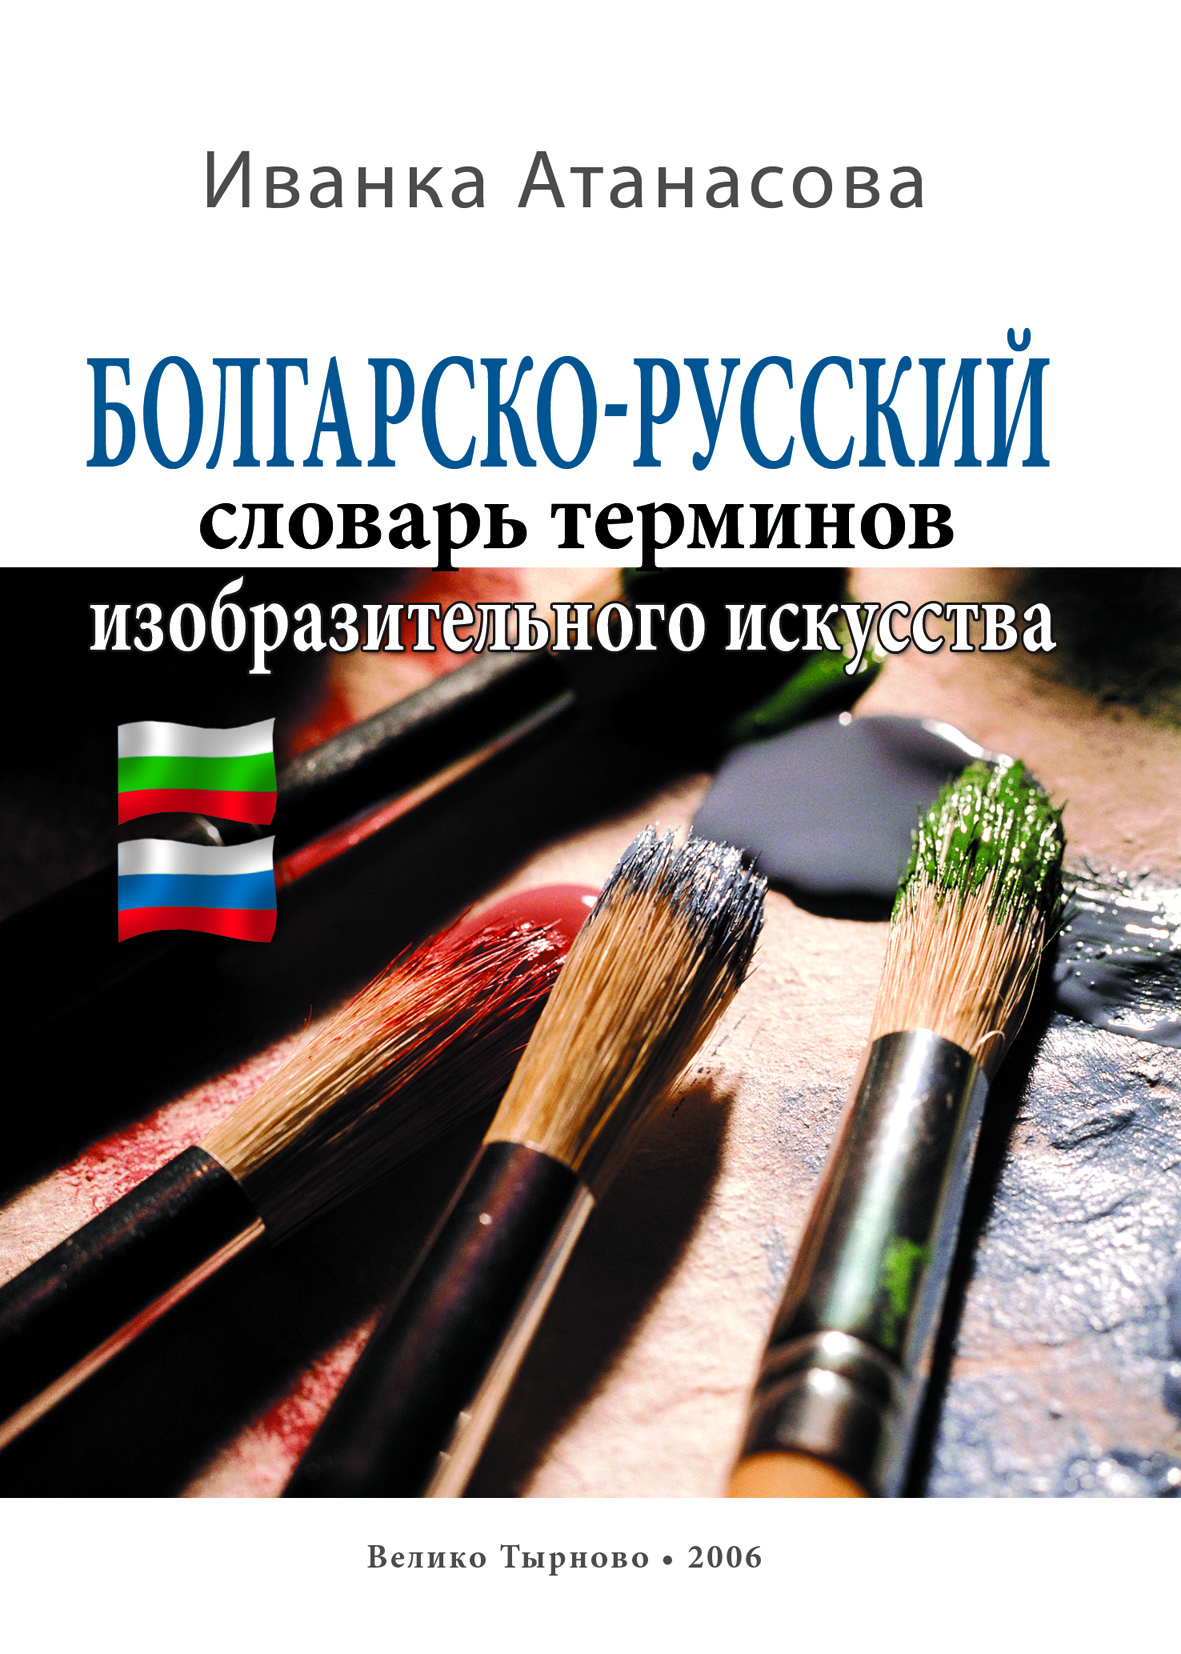 Иванка Атанасова
БОЛГАРСКО-РУССКИЙ
словарь терминов
изобразительного искусства
Велико Тырново • 2006